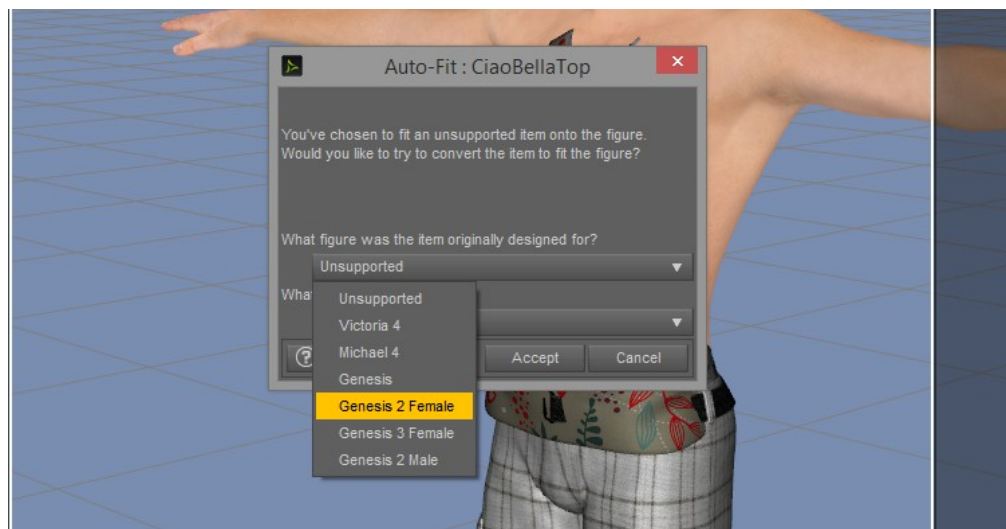 Auto-Fit : CiaoBellaTop
You've chosen to fit an unsupported item onto the figure.
Would you like to try to convert the item to fit the figure?
What figure was the item originally designed for?
Unsupported
What
Unsupported
Victoria 4
Michael 4
Genesis
Genesis 2 Female
Genesis 3 Female
Genesis 2 Male
?
Accept
Cancel